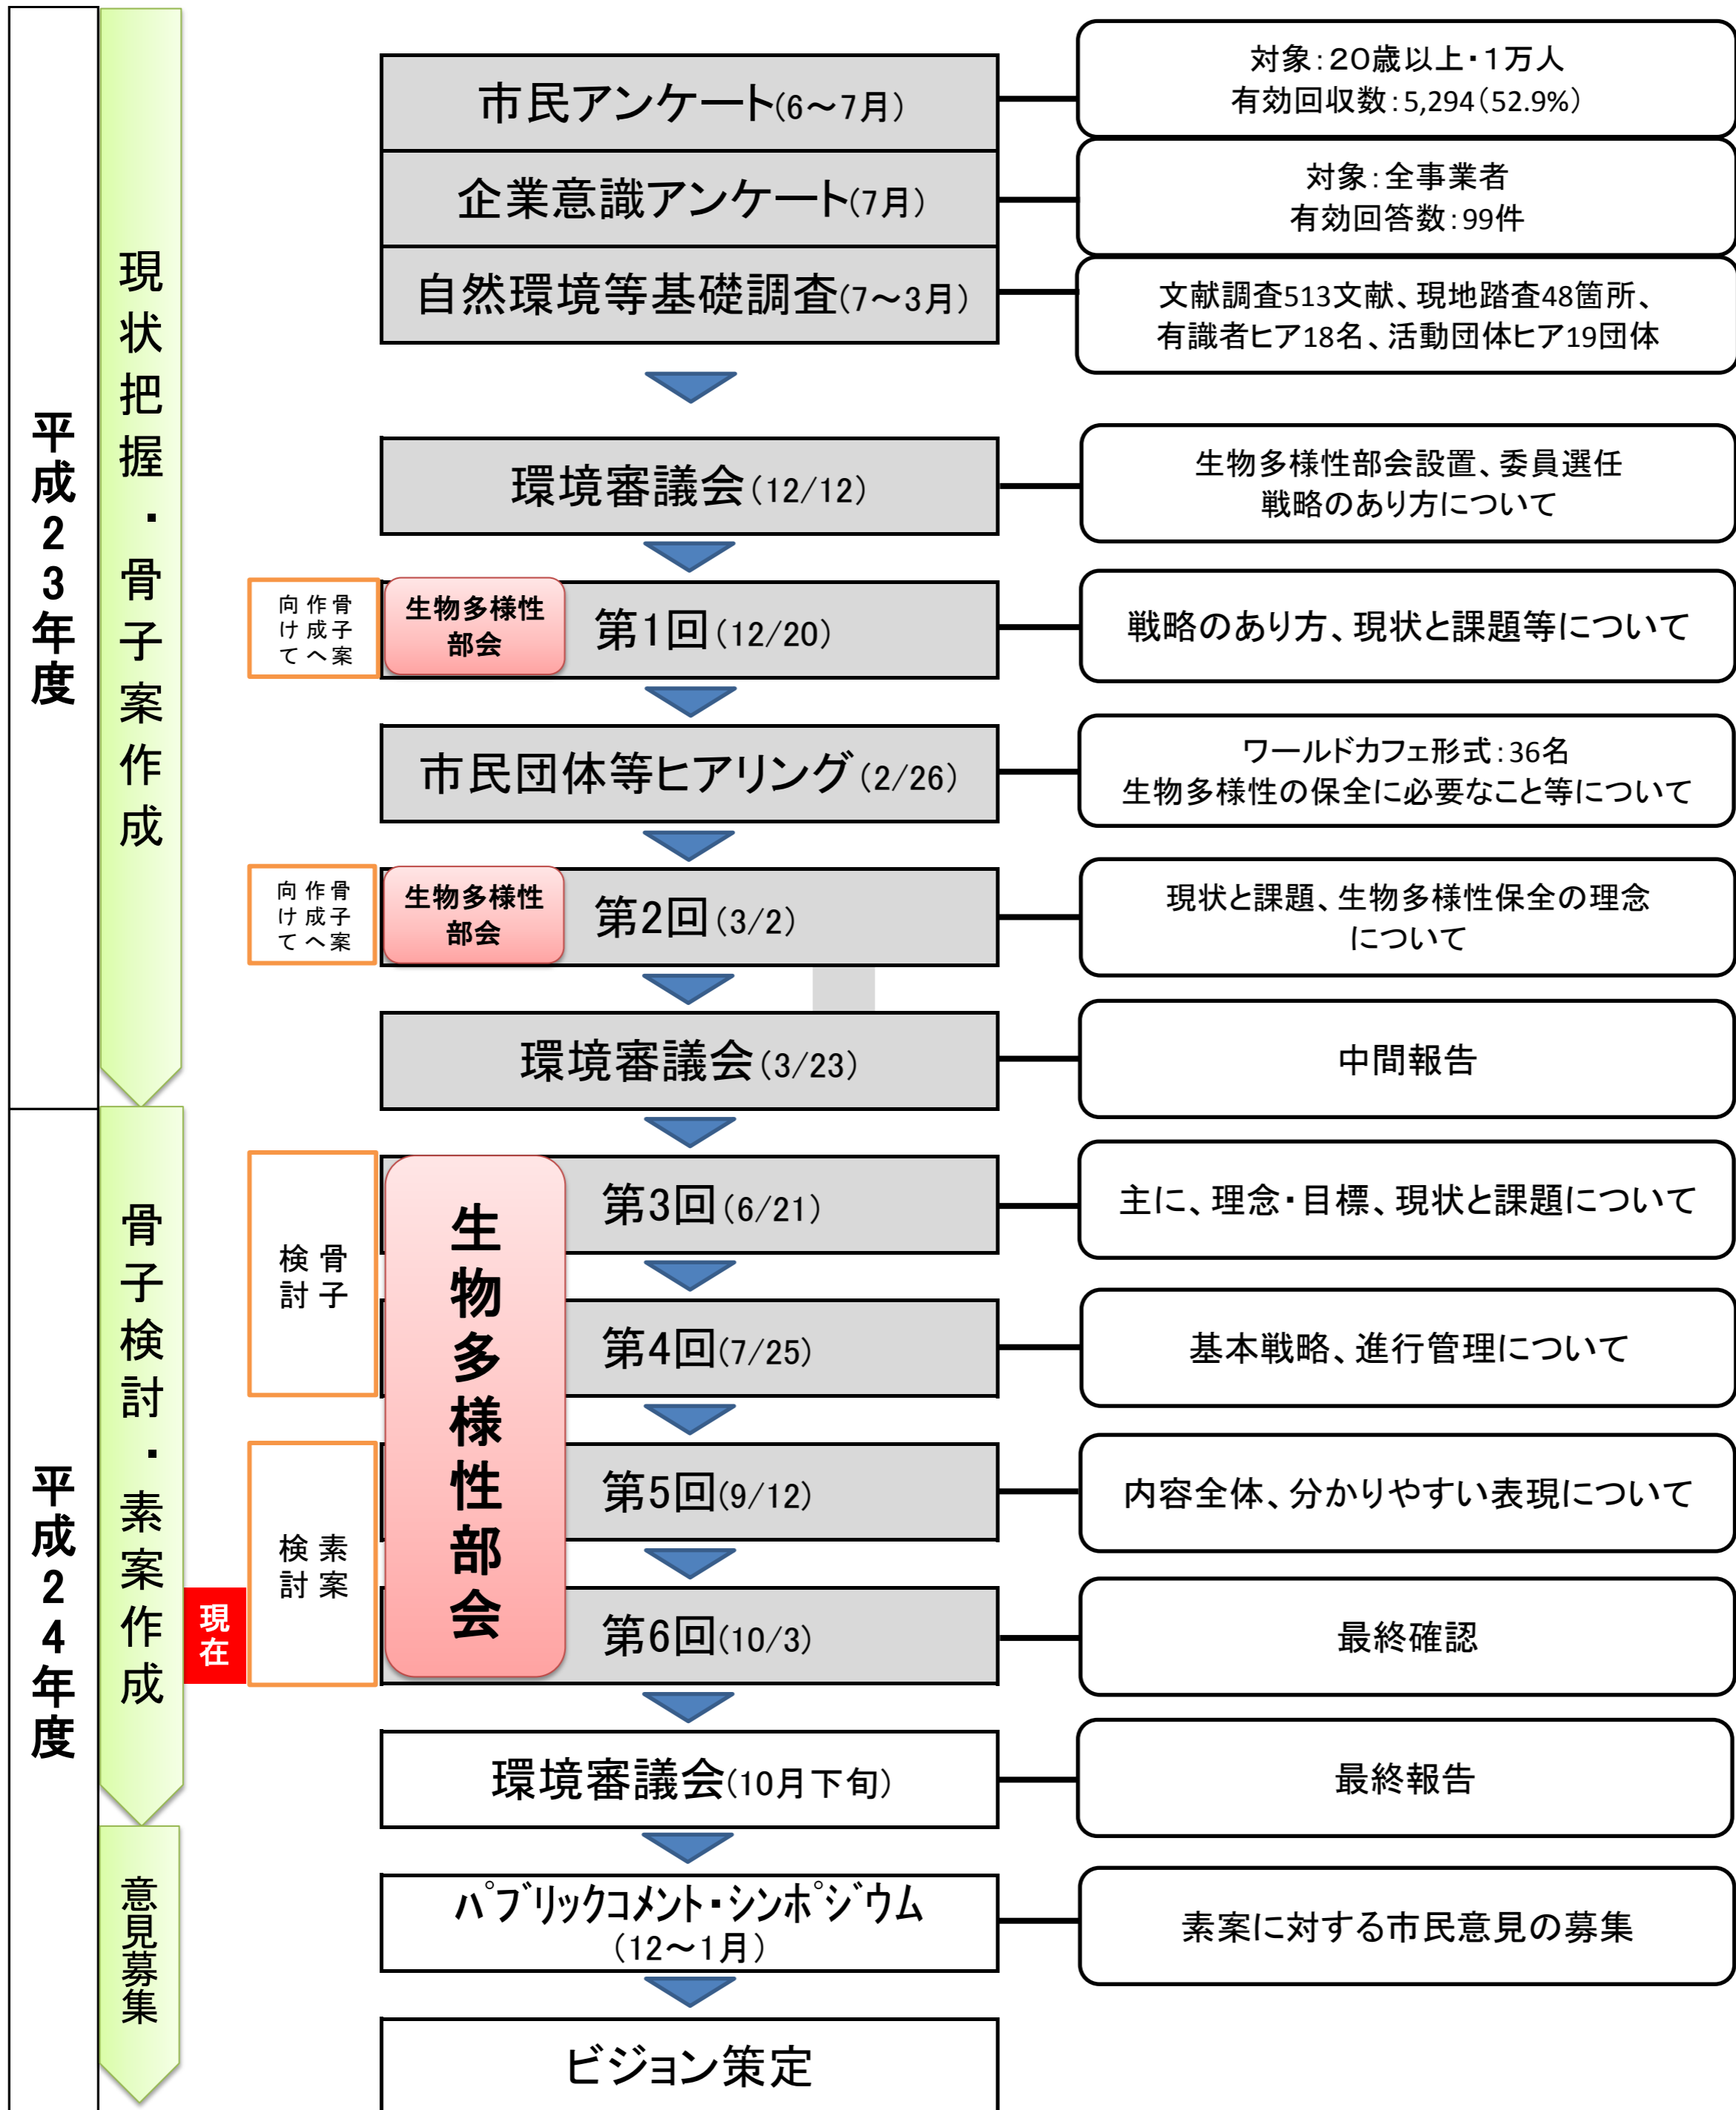 平成23年度
現状把握・骨子案作成
市民アンケート(6～7月)
対象:20歳以上・1万人
有効回収数:5,294(52.9%)
企業意識アンケート(7月)
対象:全事業者
有効回答数:99件
自然環境等基礎調査(7～3月)
文献調査513文献、現地踏査48箇所、
有識者ヒア18名、活動団体ヒア19団体
環境審議会(12/12)
生物多様性部会設置、委員選任
戦略のあり方について
骨子案
作成へ
向けて
生物多様性
部会
第1回(12/20)
戦略のあり方、現状と課題等について
市民団体等ヒアリング(2/26)
ワールドカフェ形式:36名
生物多様性の保全に必要なこと等について
骨子案
作成へ
向けて
生物多様性
部会
第2回(3/2)
現状と課題、生物多様性保全の理念
について
環境審議会(3/23)
中間報告
平成24年度
骨子検討・素案作成
骨子
検討
生物多様性部会
第3回(6/21)
主に、理念・目標、現状と課題について
第4回(7/25)
基本戦略、進行管理について
素案
検討
第5回(9/12)
内容全体、分かりやすい表現について
現在
第6回(10/3)
最終確認
環境審議会(10月下旬)
最終報告
意見募集
ﾊﾟﾌﾞﾘｯｸｺﾒﾝﾄ・ｼﾝﾎﾟｼﾞｳﾑ
(12～1月)
素案に対する市民意見の募集
ビジョン策定